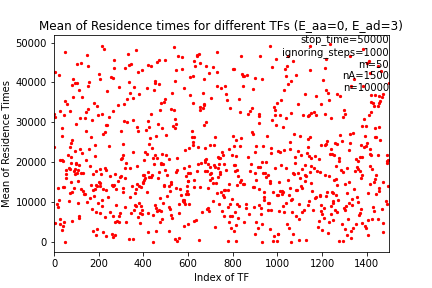 Mean of Residence times for different TFs (E_aa=0, E_ad=3)
stop_time=50000
ignoring_steps=1000
m=50
nA=1500
n=10000
Mean of Residence Times
50000
40000
30000
20000
10000
0
0 200 400 600 800 1000 1200 1400
Index of TF